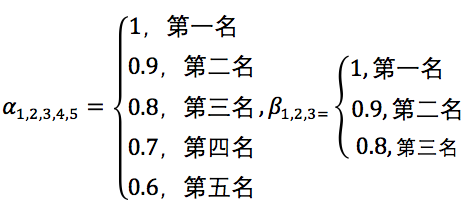 α1,2,3,4,5 = {1，第一名
0.9，第二名
0.8，第三名
0.7，第四名
0.6，第五名
,β1,2,3= {1,第一名
0.9,第二名
0.8,第三名